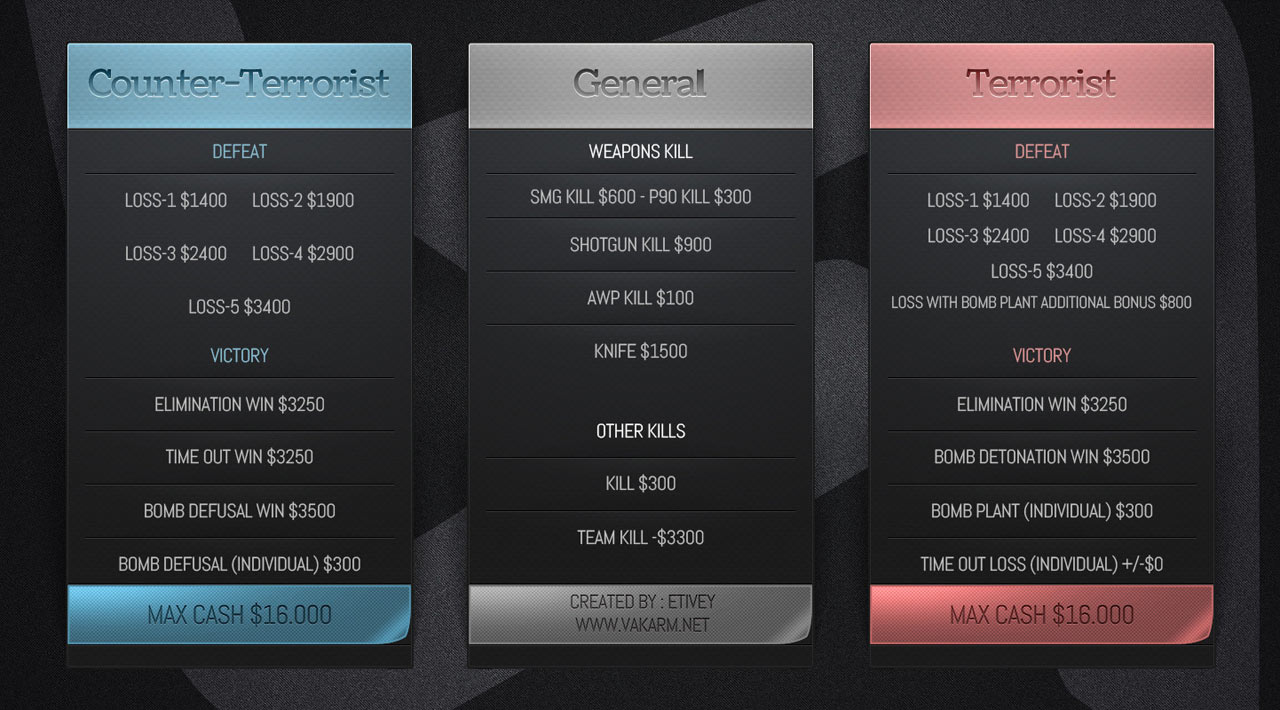 Counter-Terrorist
DEFEAT
LOSS-1 $1400 LOSS-2 $1900
LOSS-3 $2400 LOSS-4 $2900
LOSS-5 $3400
VICTORY
ELIMINATION WIN $3250
TIME OUT WIN $3250
BOMB DEFUSAL WIN $3500
BOMB DEFUSAL (INDIVIDUAL) $300
MAX CASH $16.000
General
WEAPONS KILL
SMG KILL $600 - P90 KILL $300
SHOTGUN KILL $900
AWP KILL $100
KNIFE $1500
OTHER KILLS
KILL $300
TEAM KILL -$3300
CREATED BY : ETIVEY
WWW.VAKARM.NET
Terrorist
DEFEAT
LOSS-1 $1400 LOSS-2 $1900
LOSS-3 $2400 LOSS-4 $2900
LOSS-5 $3400
LOSS WITH BOMB PLANT ADDITIONAL BONUS $800
VICTORY
ELIMINATION WIN $3250
BOMB DETONATION WIN $3500
BOMB PLANT (INDIVIDUAL) $300
TIME OUT LOSS (INDIVIDUAL) +/-$0
MAX CASH $16.000